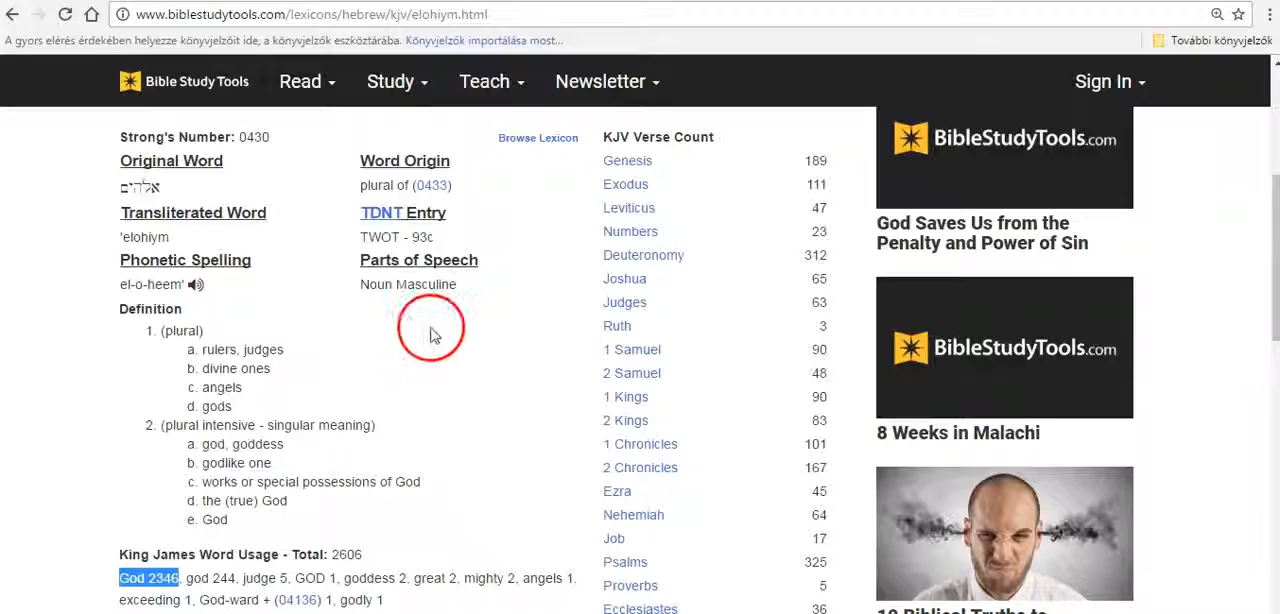 www.biblestudytools.com/lexicons/hebrew/kjv/elohiym.html
A gyors elérés érdekében helyezze könyvjelzőit ide, a könyvjelzők eszköztárába. Könyvjelzők importálása most...
További könyvjelzők
Bible Study Tools Read Study Teach Newsletter Sign In
Strong's Number: 0430 Browse Lexicon
Original Word Word Origin
אלהים plural of (0433)
Transliterated Word TDNT Entry
'elohiym TWOT - 93c
Phonetic Spelling Parts of Speech
el-o-heem' Noun Masculine
Definition
1. (plural)
a. rulers, judges
b. divine ones
c. angels
d. gods
2. (plural intensive - singular meaning)
a. god, goddess
b. godlike one
c. works or special possessions of God
d. the (true) God
e. God
King James Word Usage - Total: 2606
God 2346, god 244, judge 5, GOD 1, goddess 2, great 2, mighty 2, angels 1,
exceeding 1, God-ward + (04136) 1, godly 1
KJV Verse Count
Genesis 189
Exodus 111
Leviticus 47
Numbers 23
Deuteronomy 312
Joshua 65
Judges 63
Ruth 3
1 Samuel 90
2 Samuel 48
1 Kings 90
2 Kings 83
1 Chronicles 101
2 Chronicles 167
Ezra 45
Nehemiah 64
Job 17
Psalms 325
Proverbs 5
Ecclesiastes 36
BibleStudyTools.com
God Saves Us from the
Penalty and Power of Sin
BibleStudyTools.com
8 Weeks in Malachi
10 Biblical Truths to